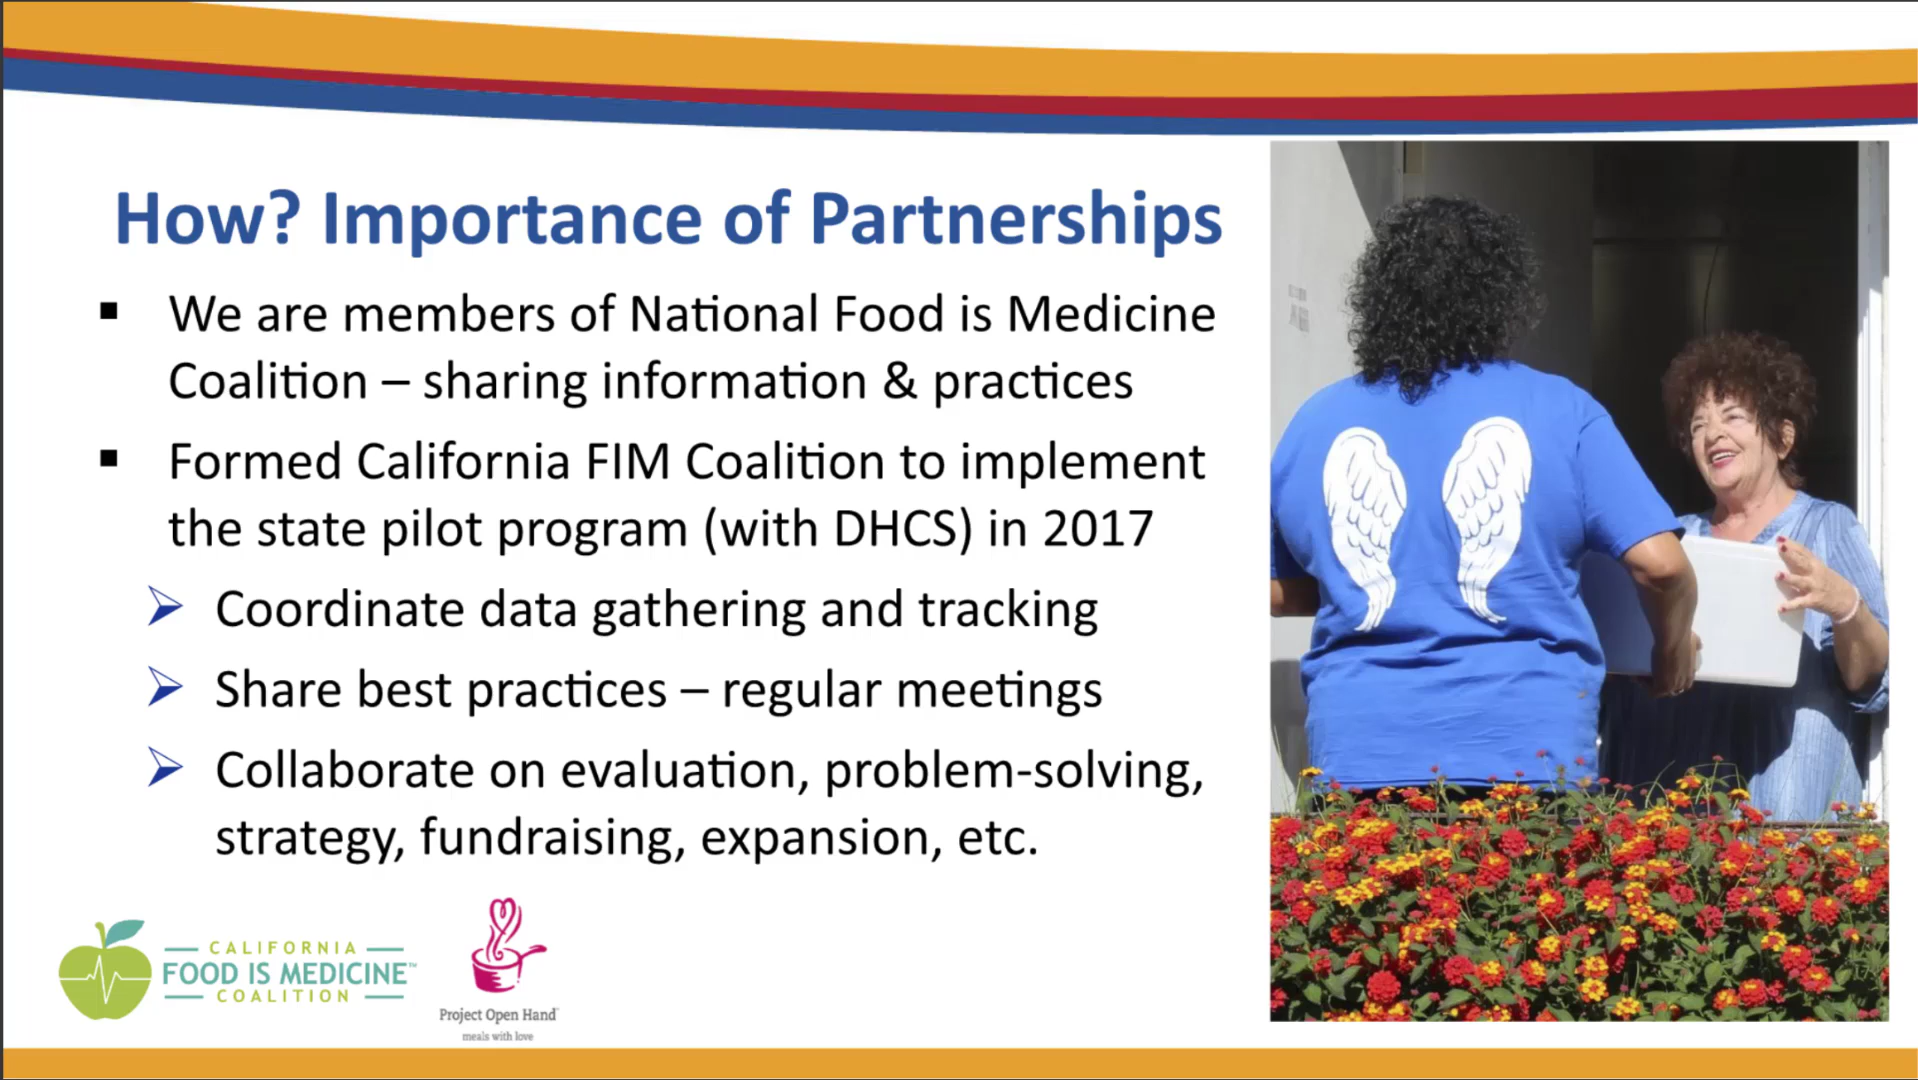 How? Importance of Partnerships
▪ We are members of National Food is Medicine
Coalition – sharing information & practices
▪ Formed California FIM Coalition to implement
the state pilot program (with DHCS) in 2017
➢ Coordinate data gathering and tracking
➢ Share best practices – regular meetings
➢ Collaborate on evaluation, problem-solving,
strategy, fundraising, expansion, etc.
CALIFORNIA
FOOD IS MEDICINE™
COALITION
Project Open Hand
meals with love